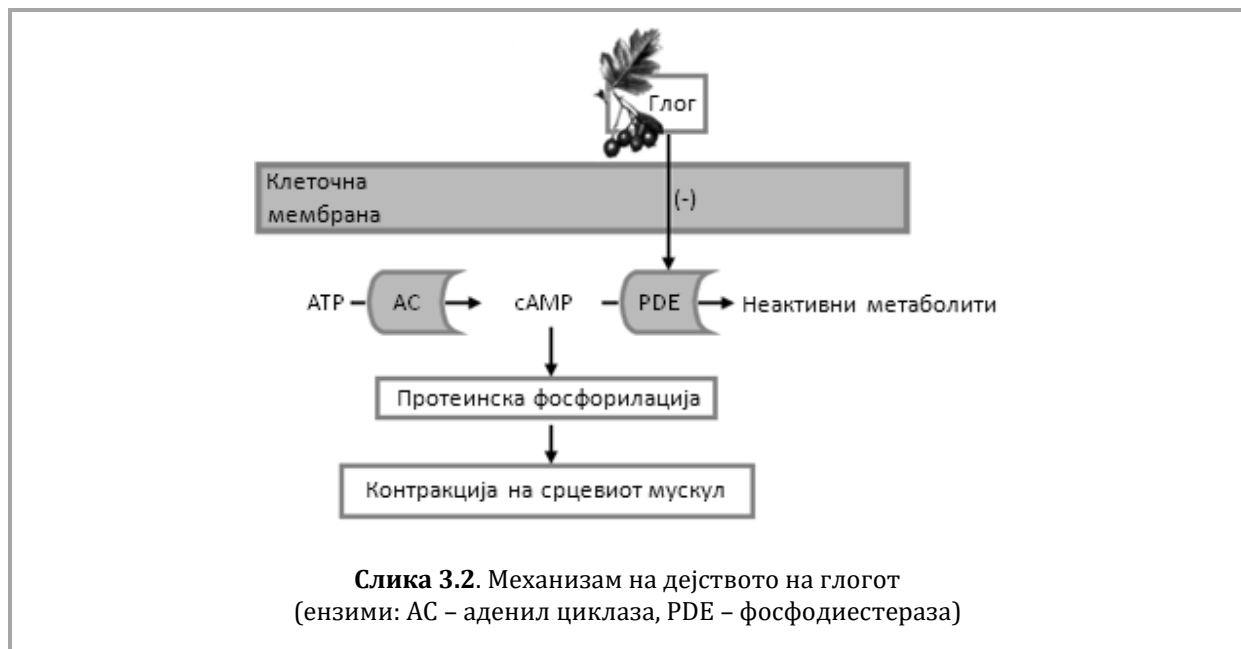 Глог
Клеточна
мембрана
(-)
ATP
AC
cAMP
PDE
Неактивни метаболити
Протеинска фосфорилација
Контракција на срцевиот мускул
Слика 3.2. Механизам на дејството на глогот
(ензими: AC – аденил циклаза, PDE – фосфодиестераза)